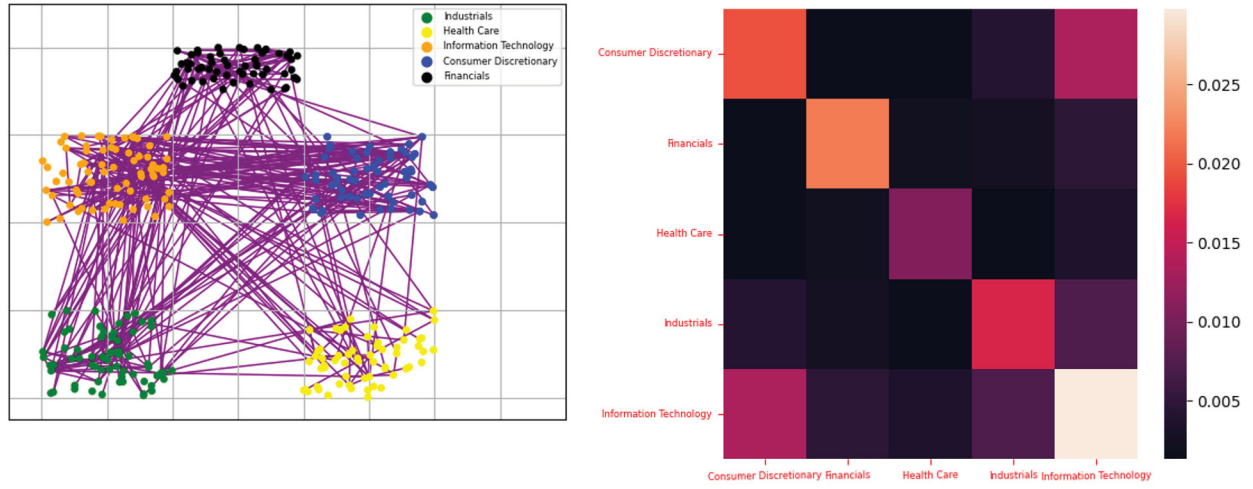 Industrials
Health Care
Information Technology
Consumer Discretionary
Financials
Consumer Discretionary
Financials
Health Care
Industrials
Information Technology
Consumer Discretionary Financials Health Care Industrials Information Technology
0.025
0.020
0.015
0.010
0.005